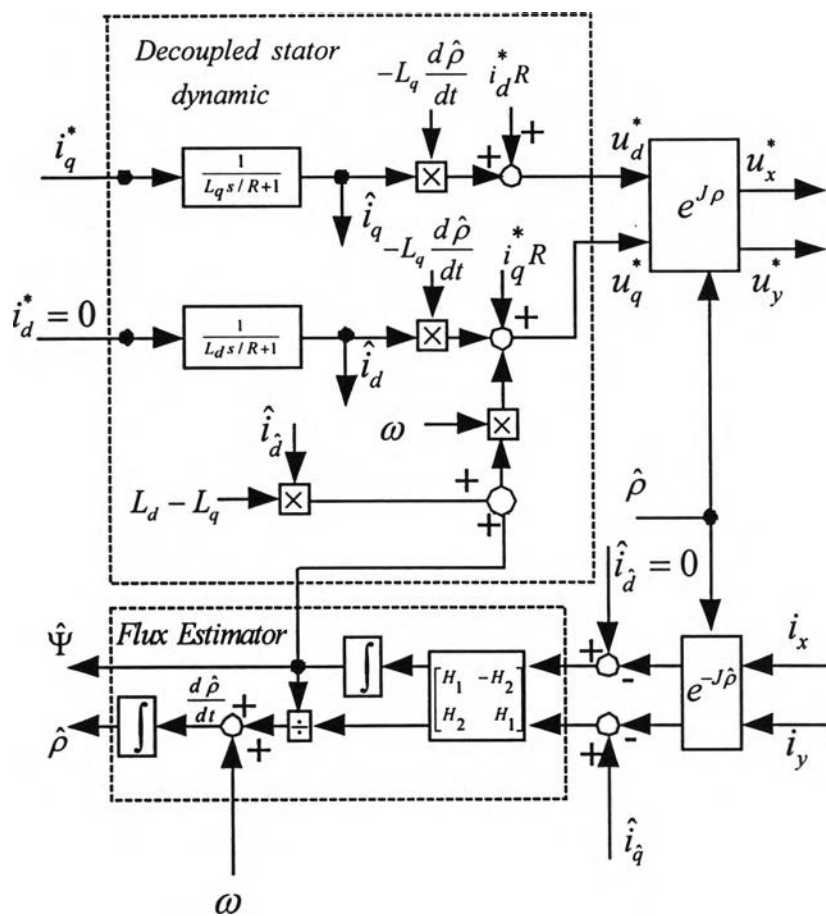 Decoupled stator
dynamic
-L_q dρ̂/dt
i_d^* R
i_q^*
1/(L_q s / R+1)
×
+
+
î_q
u_d^*
u_x^*
e^{Jρ}
-L_q dρ̂/dt
i_q^* R
u_q^*
u_y^*
i_d^* = 0
1/(L_d s / R+1)
×
+
î_d
ω
×
î_d̂
L_d - L_q
×
+
+
ρ̂
î_d̂ = 0
Ψ̂
Flux Estimator
∫
[H_1 -H_2
H_2 H_1]
+
-
e^{-Jρ̂}
i_x
ρ̂
∫
dρ̂/dt
+
+
÷
+
-
i_y
î_q̂
ω